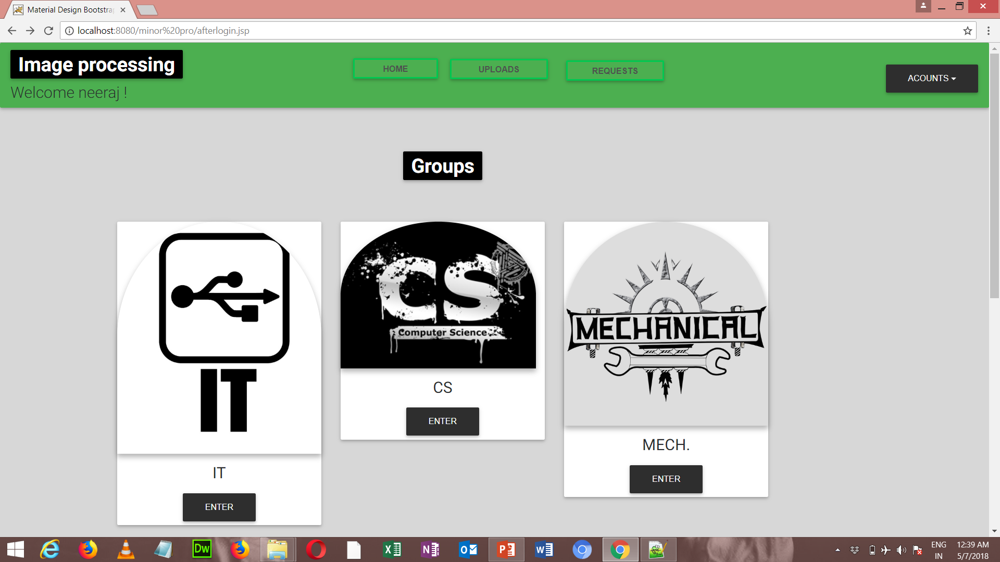 Material Design Bootstra
localhost:8080/minor%20pro/afterlogin.jsp
Image processing
HOME
UPLOADS
REQUESTS
ACOUNTS
Welcome neeraj !
Groups
IT
IT
ENTER
CS
Computer Science
CS
ENTER
MECHANICAL
MECH.
ENTER
Dw
ENG
IN
12:39 AM
5/7/2018